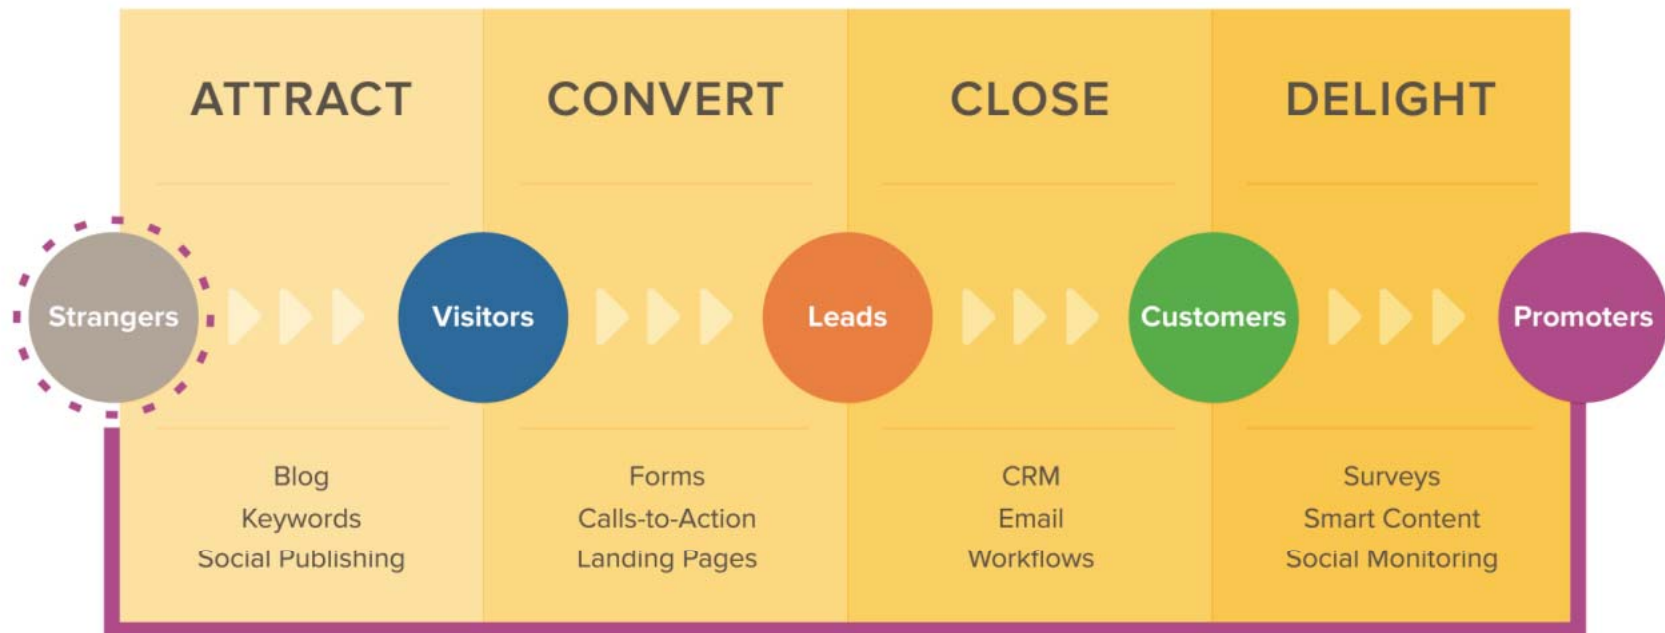 ATTRACT
CONVERT
CLOSE
DELIGHT
Strangers
Visitors
Leads
Customers
Promoters
Blog
Keywords
Social Publishing
Forms
Calls-to-Action
Landing Pages
CRM
Email
Workflows
Surveys
Smart Content
Social Monitoring